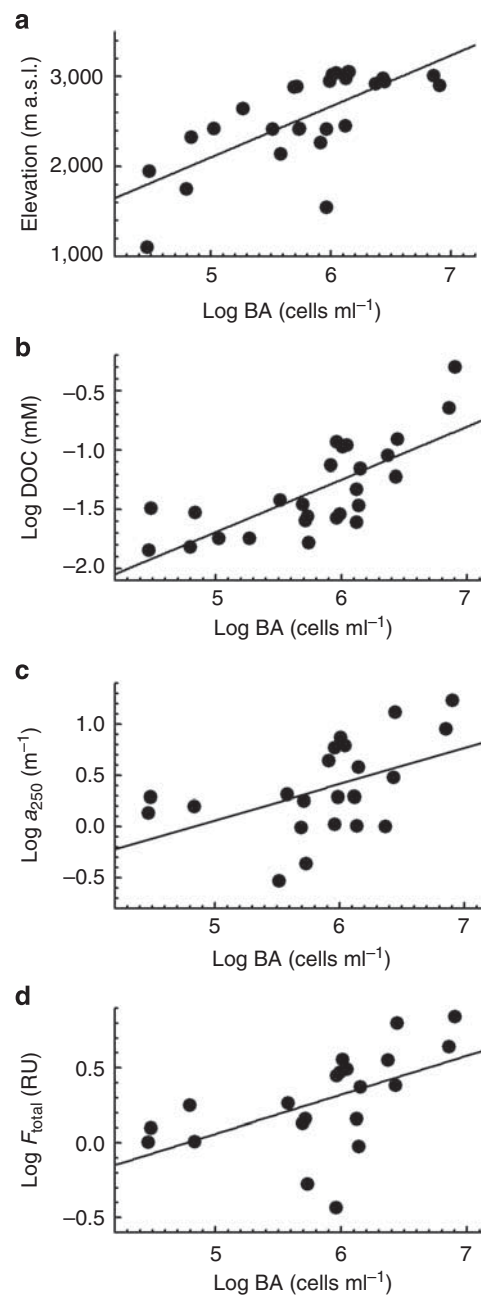 a
Elevation (m a.s.l.)
3,000
2,000
1,000
5 6 7
Log BA (cells ml⁻¹)
b
Log DOC (mM)
−0.5
−1.0
−1.5
−2.0
5 6 7
Log BA (cells ml⁻¹)
c
Log a₂₅₀ (m⁻¹)
1.0
0.5
0.0
−0.5
5 6 7
Log BA (cells ml⁻¹)
d
Log F_total (RU)
0.5
0.0
−0.5
5 6 7
Log BA (cells ml⁻¹)